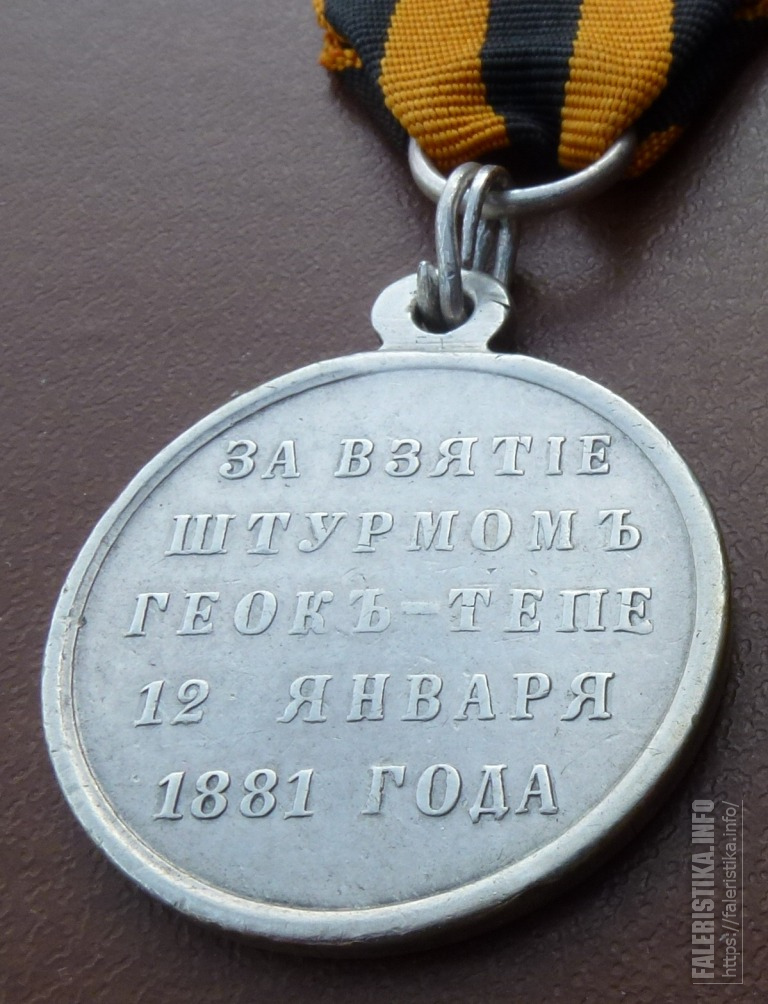 ЗА ВЗЯТІЕ
ШТУРМОМЪ
ГЕОКЪ-ТЕПЕ
12 ЯНВАРЯ
1881 ГОДА
FALERISTIKA.INFO
https://faleristika.info/